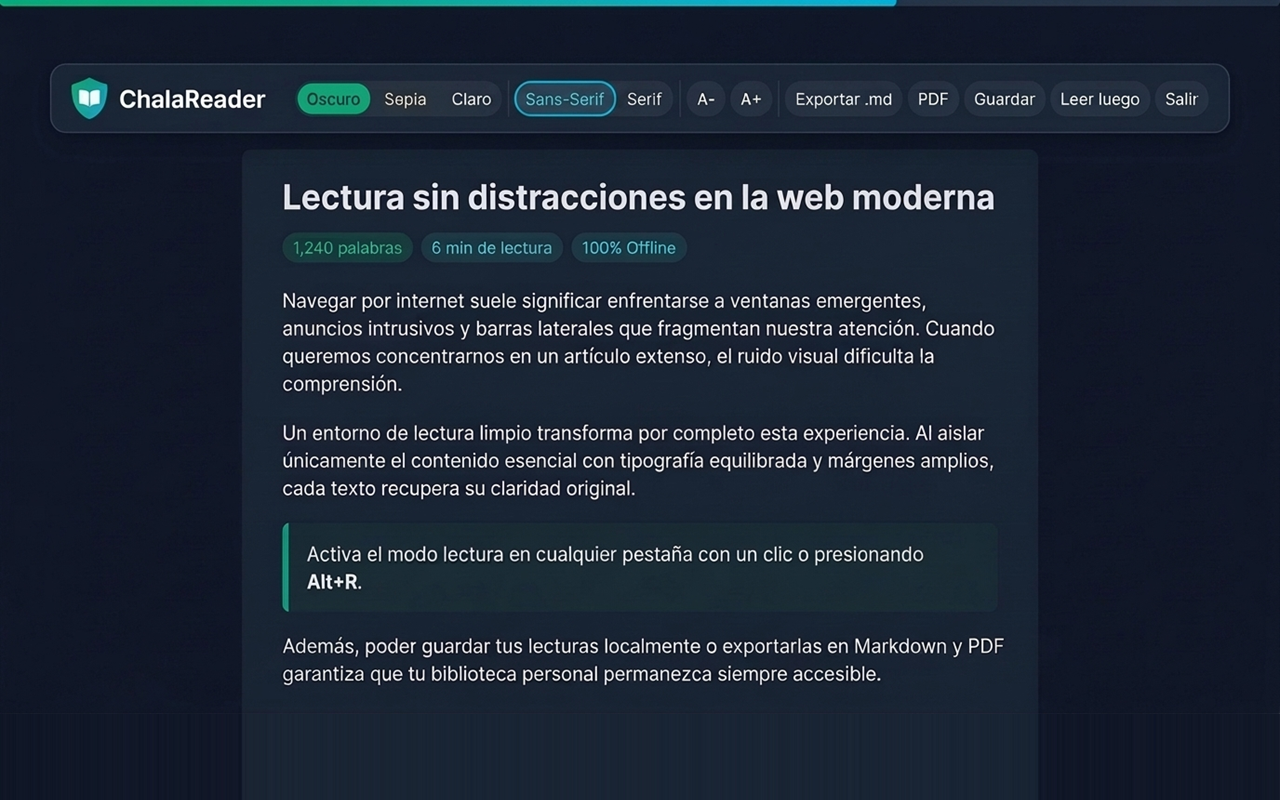 ChalaReader
Oscuro Sepia Claro Sans-Serif Serif A- A+ Exportar .md PDF Guardar Leer luego Salir
Lectura sin distracciones en la web moderna
1,240 palabras 6 min de lectura 100% Offline
Navegar por internet suele significar enfrentarse a ventanas emergentes,
anuncios intrusivos y barras laterales que fragmentan nuestra atención. Cuando
queremos concentrarnos en un artículo extenso, el ruido visual dificulta la
comprensión.
Un entorno de lectura limpio transforma por completo esta experiencia. Al aislar
únicamente el contenido esencial con tipografía equilibrada y márgenes amplios,
cada texto recupera su claridad original.
Activa el modo lectura en cualquier pestaña con un clic o presionando
Alt+R.
Además, poder guardar tus lecturas localmente o exportarlas en Markdown y PDF
garantiza que tu biblioteca personal permanezca siempre accesible.